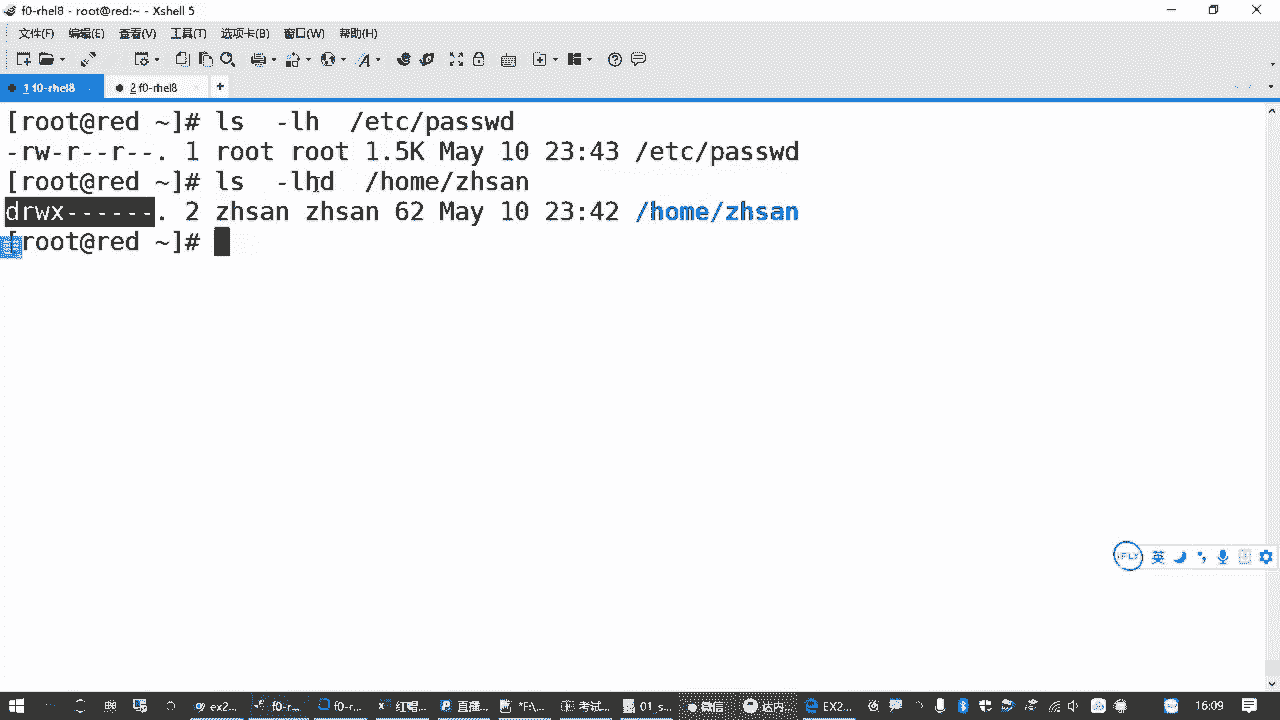 f0-rhel8 - root@red:~ - Xshell 5
文件(F) 编辑(E) 查看(V) 工具(T) 选项卡(B) 窗口(W) 帮助(H)
1 f0-rhel8 2 f0-rhel8 +
[root@red ~]# ls -lh /etc/passwd
-rw-r--r--. 1 root root 1.5K May 10 23:43 /etc/passwd
[root@red ~]# ls -lhd /home/zhsan
drwx------. 2 zhsan zhsan 62 May 10 23:42 /home/zhsan
[root@red ~]#
iFLY 英
ex2... f0-r... f0-r... 红帽... 直播... *FA... 考试... 01_s... 微信 达内... EX2... 16:09